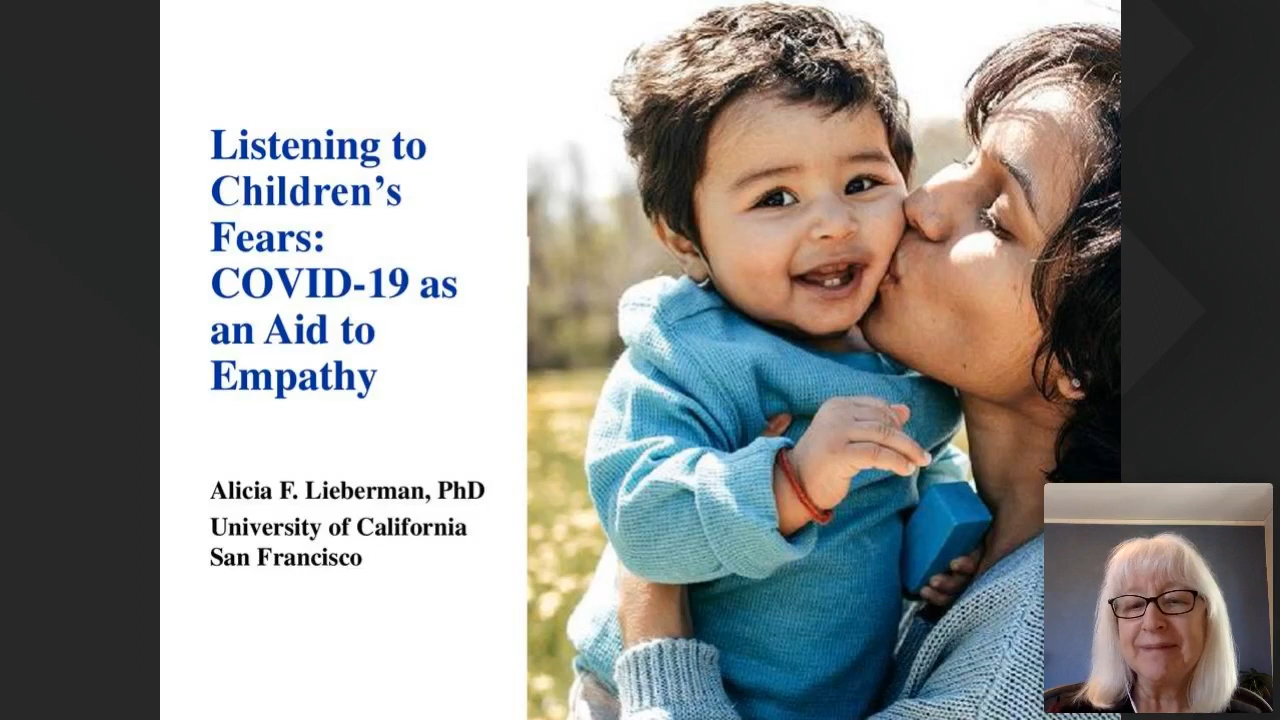 Listening to
Children’s
Fears:
COVID-19 as
an Aid to
Empathy
Alicia F. Lieberman, PhD
University of California
San Francisco